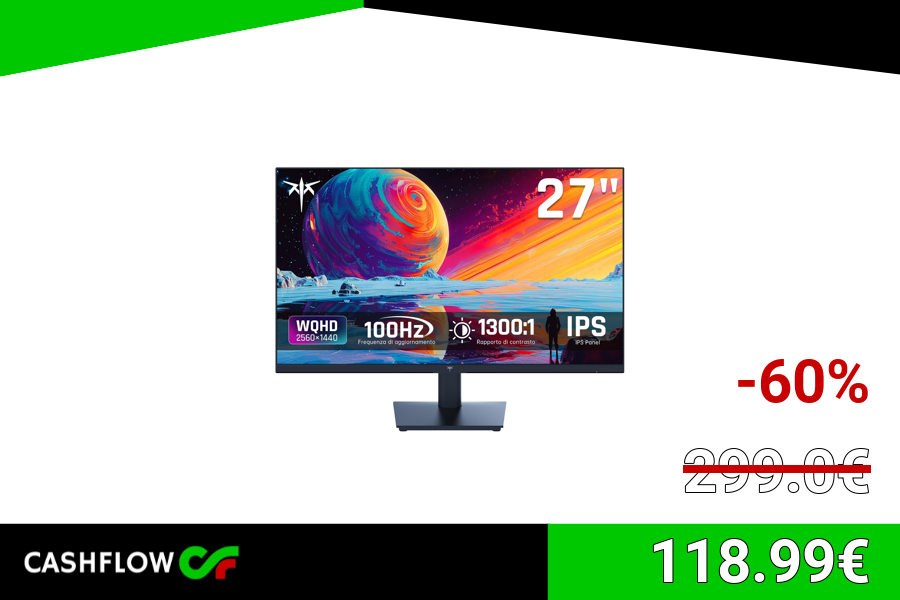 27"
WQHD
2560×1440
100Hz
Frequenza di aggiornamento
1300:1
Rapporto di contrasto
IPS
IPS Panel
-60%
299.0€
CASHFLOW
118.99€